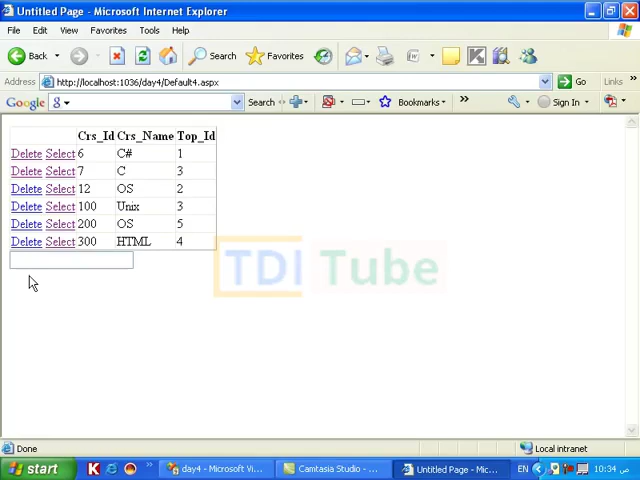 Untitled Page - Microsoft Internet Explorer
File Edit View Favorites Tools Help
Back Search Favorites
Address http://localhost:1036/day4/Default4.aspx Go Links
Google g Search Bookmarks Sign In
Crs_Id Crs_Name Top_Id
Delete Select 6 C# 1
Delete Select 7 C 3
Delete Select 12 OS 2
Delete Select 100 Unix 3
Delete Select 200 OS 5
Delete Select 300 HTML 4
TDI Tube
Done Local intranet
start day4 - Microsoft Vi... Camtasia Studio - ... Untitled Page - Mic... EN 10:34 ص